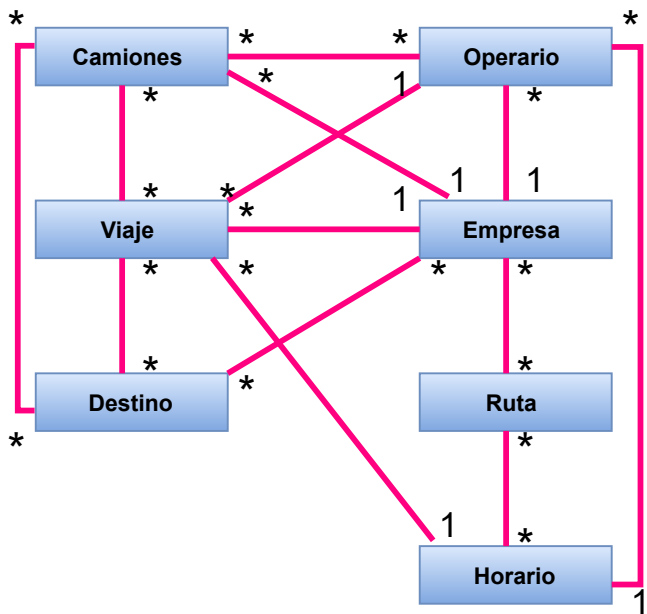 * * * *
Camiones Operario
* 1
* *
* * 1 1 1
*
Viaje Empresa
* * * *
* * *
Destino Ruta
* *
1 *
Horario
1